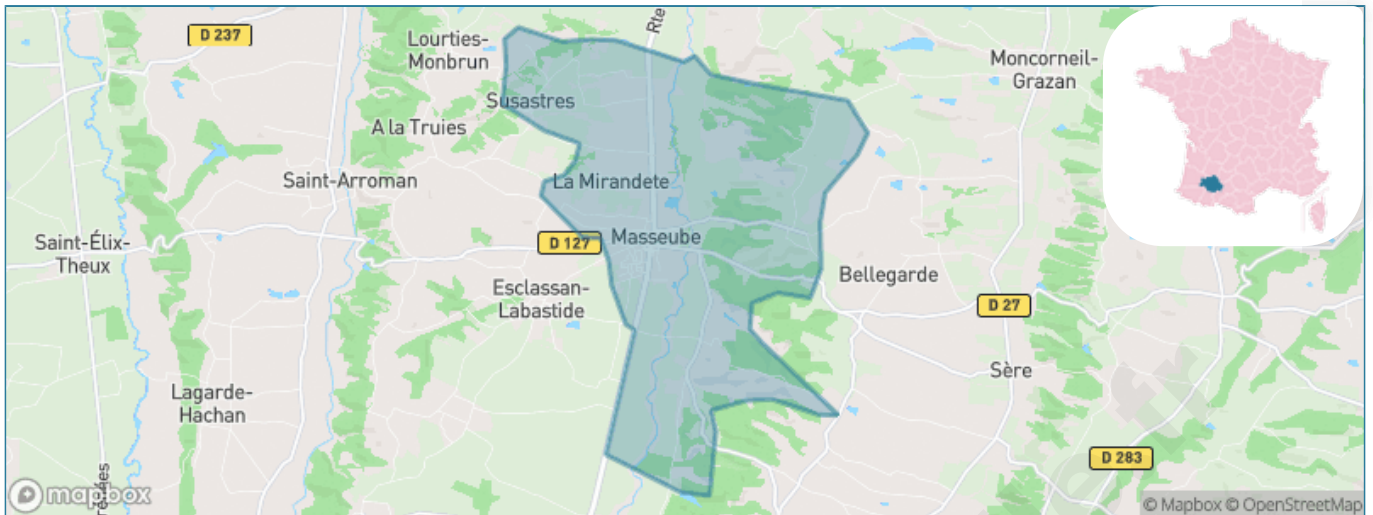 D 237
Lourties-
Monbrun
Rte
Moncorneil-
Grazan
Susastres
A la Truies
Saint-Arroman
La Mirandete
Saint-Élix-
Theux
D 127
Masseube
Bellegarde
Esclassan-
Labastide
D 27
Sère
Lagarde-
Hachan
D 283
mapbox
© Mapbox © OpenStreetMap